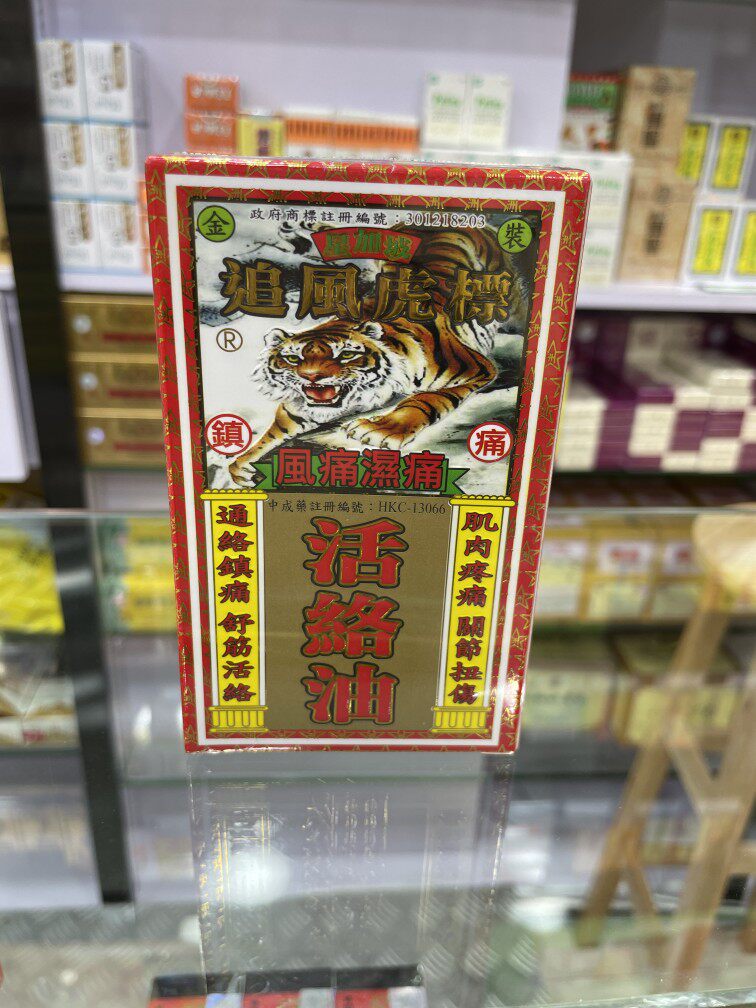 政府商標註冊編號：301218203
金
裝
星加坡
追風虎標
®
鎮
痛
風痛濕痛
中成藥註冊編號：HKC-13066
通絡鎮痛 舒筋活絡
活絡油
肌肉疼痛 關節扭傷